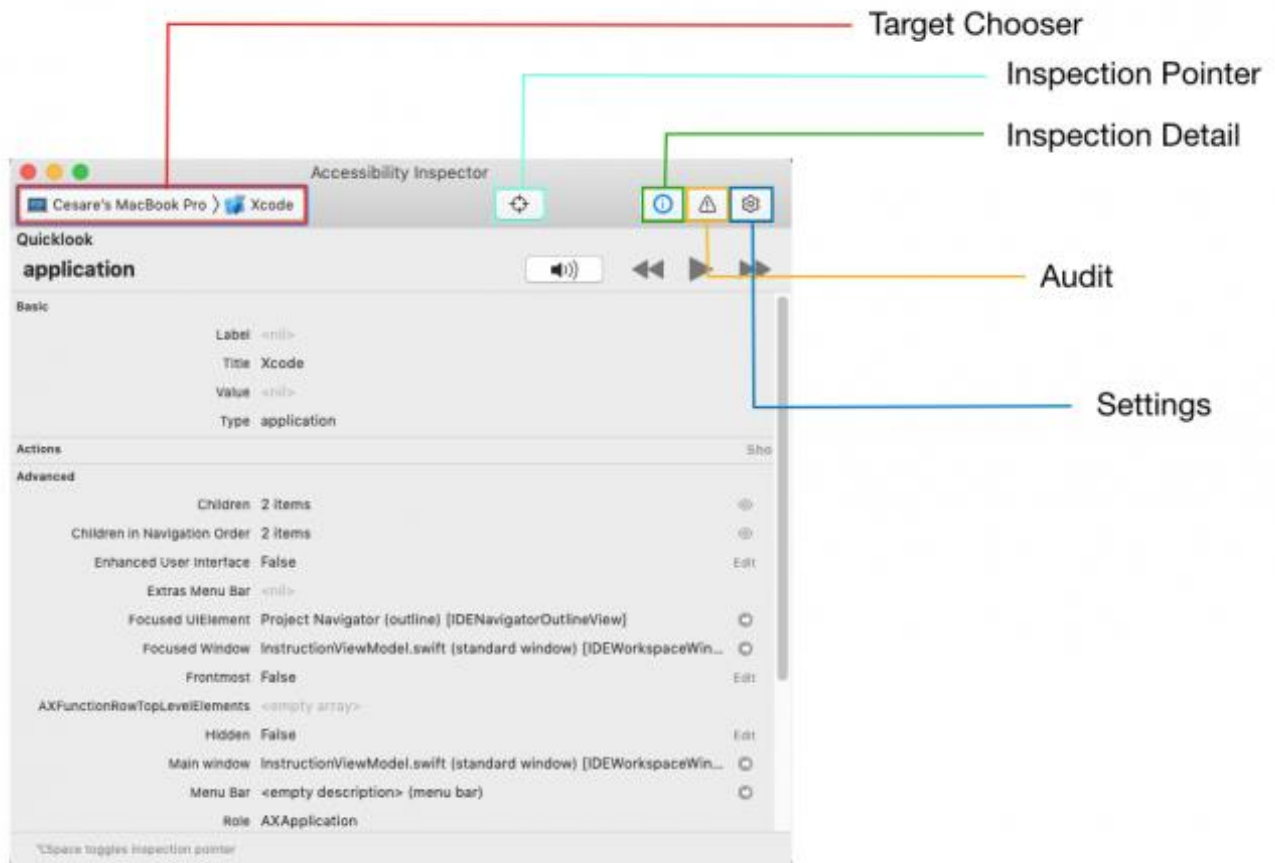 Target Chooser
Inspection Pointer
Inspection Detail
Accessibility Inspector
Cesare's MacBook Pro 〉 Xcode
Quicklook
application
Audit
Basic
Label <nil>
Title Xcode
Value <nil>
Type application
Settings
Actions Sho
Advanced
Children 2 items
Children in Navigation Order 2 items
Enhanced User Interface False Edit
Extras Menu Bar <nil>
Focused UIElement Project Navigator (outline) [IDENavigatorOutlineView]
Focused Window InstructionViewModel.swift (standard window) [IDEWorkspaceWin...
Frontmost False Edit
AXFunctionRowTopLevelElements <empty array>
Hidden False Edit
Main window InstructionViewModel.swift (standard window) [IDEWorkspaceWin...
Menu Bar <empty description> (menu bar)
Role AXApplication
⌥Space toggles inspection pointer